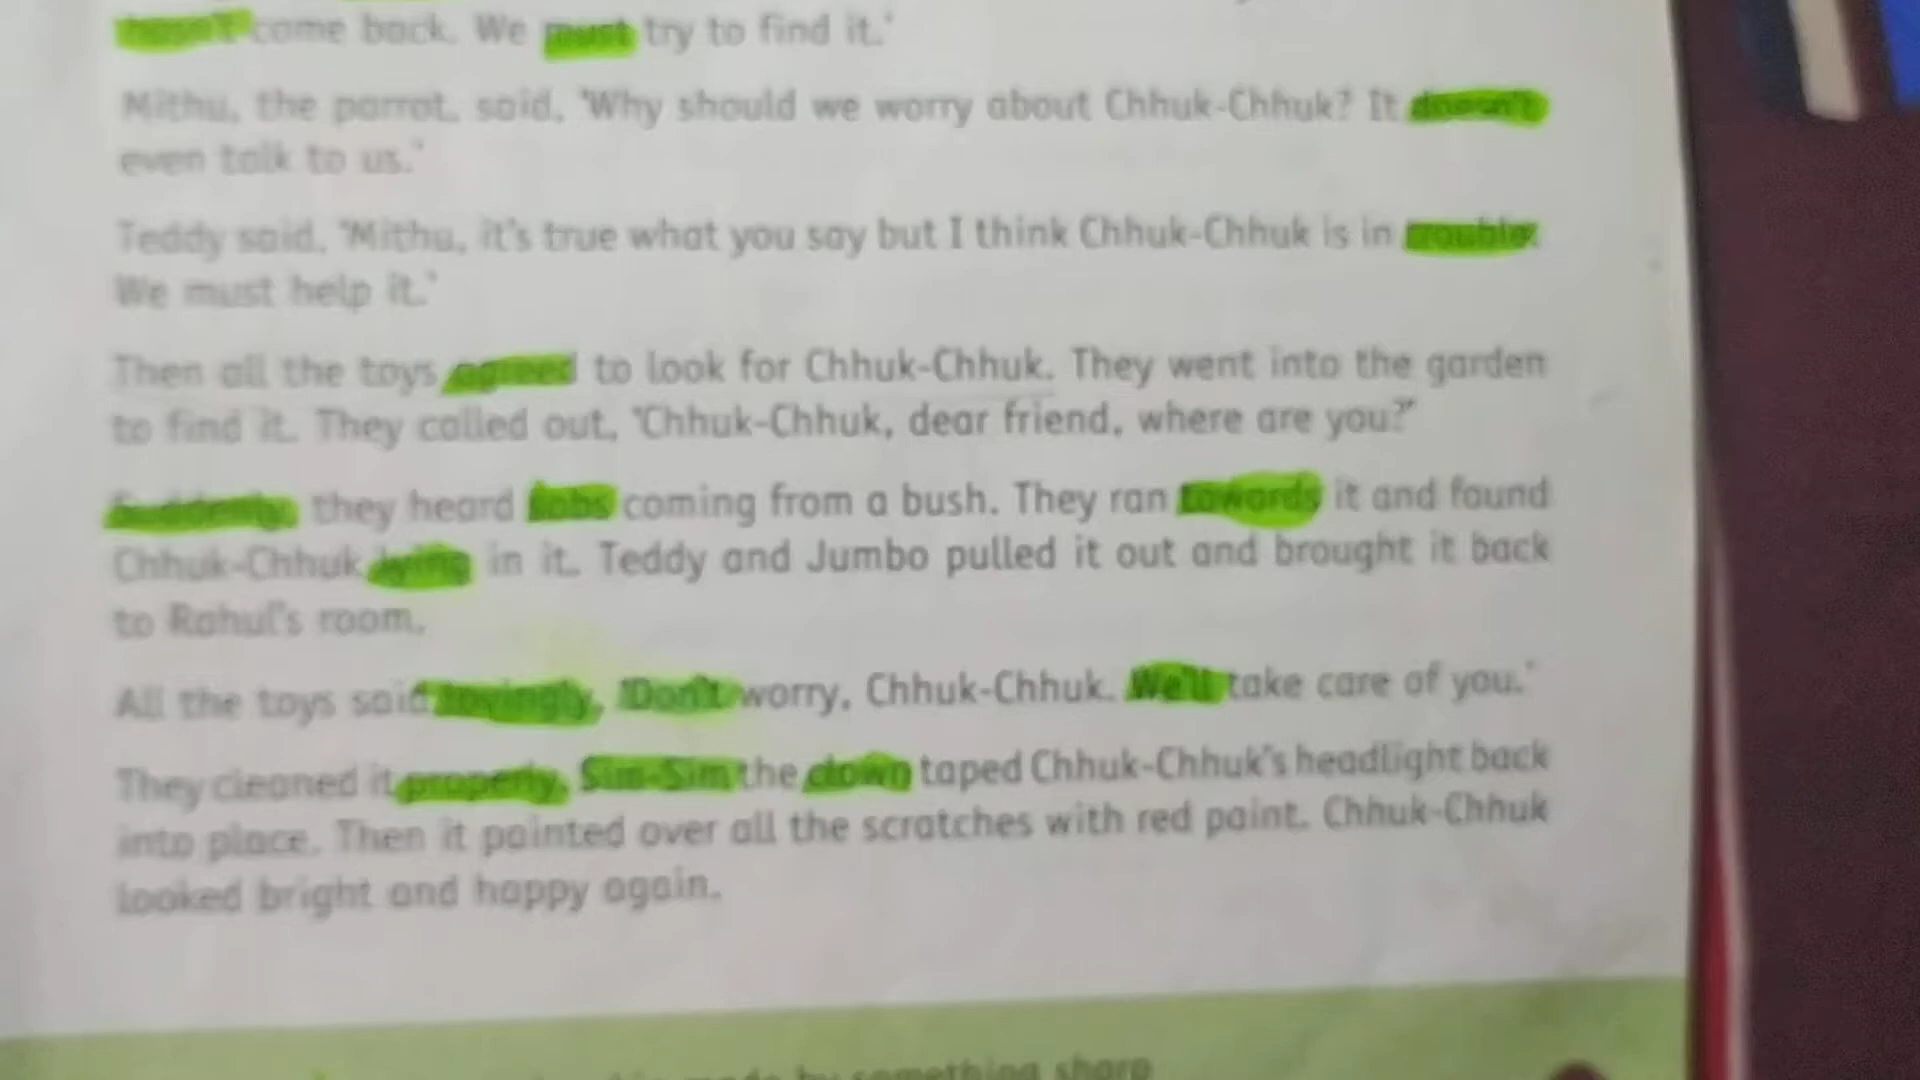 hasn't come back. We must try to find it.'
Mithu, the parrot, said, 'Why should we worry about Chhuk-Chhuk? It doesn't
even talk to us.'
Teddy said, 'Mithu, it's true what you say but I think Chhuk-Chhuk is in trouble.
We must help it.'
Then all the toys agreed to look for Chhuk-Chhuk. They went into the garden
to find it. They called out, 'Chhuk-Chhuk, dear friend, where are you?'
Suddenly, they heard sobs coming from a bush. They ran towards it and found
Chhuk-Chhuk lying in it. Teddy and Jumbo pulled it out and brought it back
to Rahul's room.
All the toys said lovingly, 'Don't worry, Chhuk-Chhuk. We'll take care of you.'
They cleaned it properly. Sim-Sim the clown taped Chhuk-Chhuk's headlight back
into place. Then it painted over all the scratches with red paint. Chhuk-Chhuk
looked bright and happy again.
made by something sharp